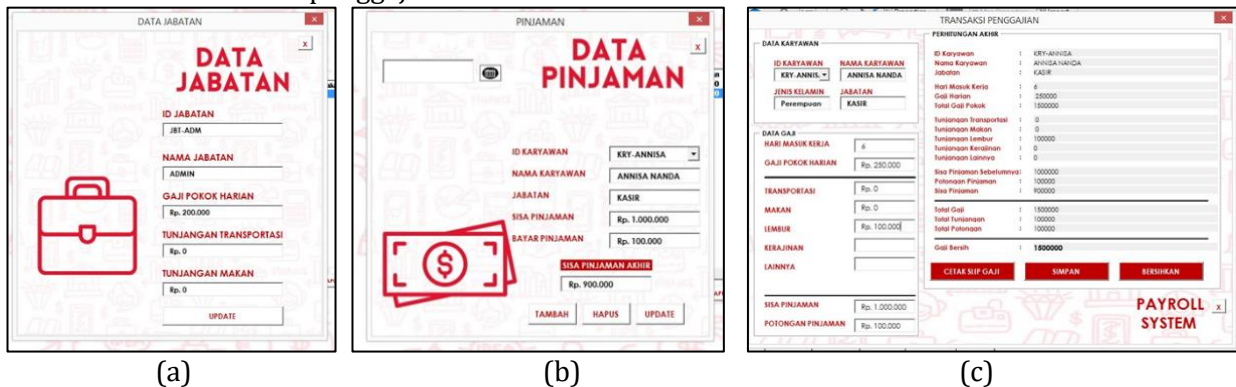 DATA JABATAN
x
DATA
JABATAN
ID JABATAN
JBT-ADM
NAMA JABATAN
ADMIN
GAJI POKOK HARIAN
Rp. 200.000
TUNJANGAN TRANSPORTASI
Rp. 0
TUNJANGAN MAKAN
Rp. 0
UPDATE
(a)
PINJAMAN
x
DATA
PINJAMAN
ID KARYAWAN KRY-ANNISA
NAMA KARYAWAN ANNISA NANDA
JABATAN KASIR
SISA PINJAMAN Rp. 1.000.000
BAYAR PINJAMAN Rp. 100.000
SISA PINJAMAN AKHIR
Rp. 900.000
TAMBAH HAPUS UPDATE
(b)
TRANSAKSI PENGGAJIAN
DATA KARYAWAN
ID KARYAWAN NAMA KARYAWAN
KRY-ANNIS. ANNISA NANDA
JENIS KELAMIN JABATAN
Perempuan KASIR
DATA GAJI
HARI MASUK KERJA 6
GAJI POKOK HARIAN Rp. 250.000
TRANSPORTASI Rp. 0
MAKAN Rp. 0
LEMBUR Rp. 100.000
KERAJINAN
LAINNYA
SISA PINJAMAN Rp. 1.000.000
POTONGAN PINJAMAN Rp. 100.000
PERHITUNGAN AKHIR
ID Karyawan : KRY-ANNISA
Nama Karyawan : ANNISA NANDA
Jabatan : KASIR
Hari Masuk Kerja : 6
Gaji Harian : 250000
Total Gaji Pokok : 1500000
Tunjangan Transportasi : 0
Tunjangan Makan : 0
Tunjangan Lembur : 100000
Tunjangan Kerajinan : 0
Tunjangan Lainnya : 0
Sisa Pinjaman Sebelumnya: 1000000
Potongan Pinjaman : 100000
Sisa Pinjaman : 900000
Total Gaji : 1500000
Total Tunjangan : 100000
Total Potongan : 100000
Gaji Bersih : 1500000
CETAK SLIP GAJI SIMPAN BERSIHKAN
PAYROLL x
SYSTEM
(c)